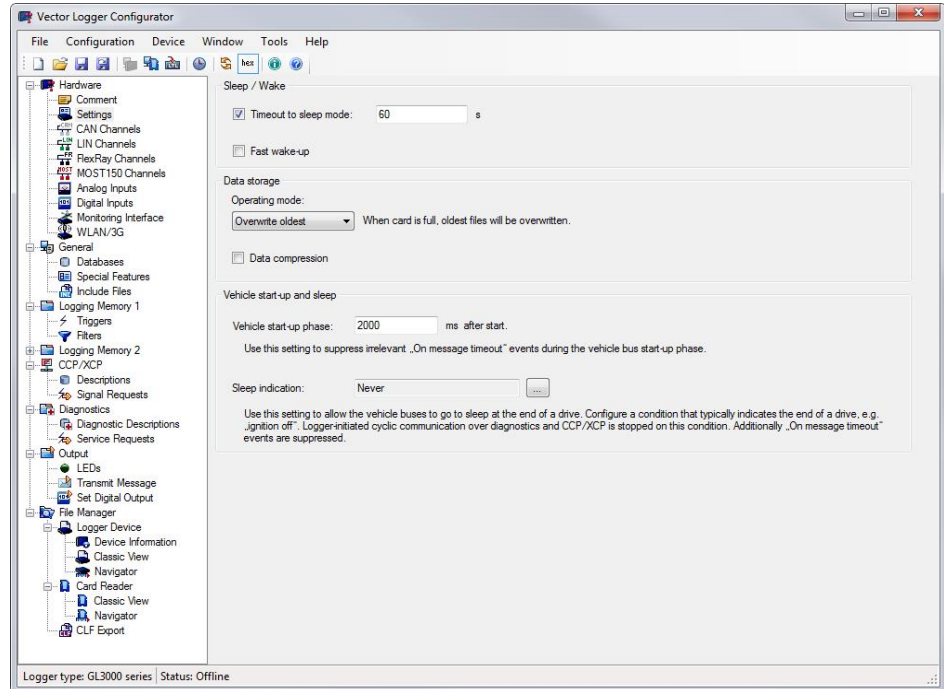 Vector Logger Configurator
File Configuration Device Window Tools Help
hex
Hardware
Comment
Settings
CAN Channels
LIN Channels
FlexRay Channels
MOST150 Channels
Analog Inputs
Digital Inputs
Monitoring Interface
WLAN/3G
General
Databases
Special Features
Include Files
Logging Memory 1
Triggers
Filters
Logging Memory 2
CCP/XCP
Descriptions
Signal Requests
Diagnostics
Diagnostic Descriptions
Service Requests
Output
LEDs
Transmit Message
Set Digital Output
File Manager
Logger Device
Device Information
Classic View
Navigator
Card Reader
Classic View
Navigator
CLF Export
Sleep / Wake
Timeout to sleep mode: 60 s
Fast wake-up
Data storage
Operating mode:
Overwrite oldest When card is full, oldest files will be overwritten.
Data compression
Vehicle start-up and sleep
Vehicle start-up phase: 2000 ms after start.
Use this setting to suppress irrelevant „On message timeout" events during the vehicle bus start-up phase.
Sleep indication: Never ...
Use this setting to allow the vehicle buses to go to sleep at the end of a drive. Configure a condition that typically indicates the end of a drive, e.g.
„ignition off". Logger-initiated cyclic communication over diagnostics and CCP/XCP is stopped on this condition. Additionally „On message timeout"
events are suppressed.
Logger type: GL3000 series Status: Offline